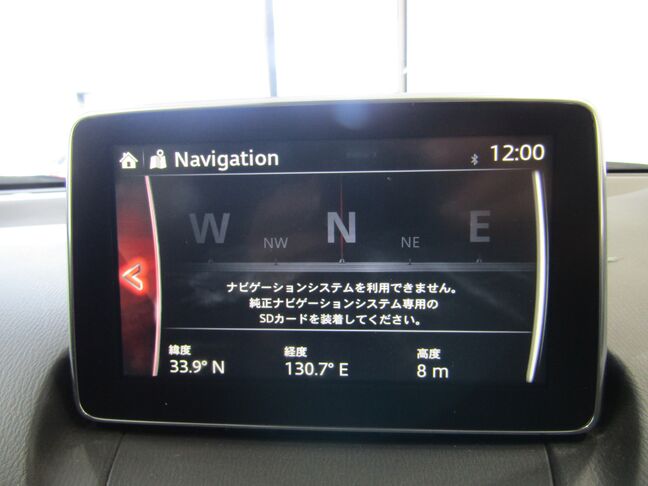 Navigation
12:00
W NW N NE E
ナビゲーションシステムを利用できません。
純正ナビゲーションシステム専用の
SDカードを装着してください。
緯度 経度 高度
33.9° N 130.7° E 8 m